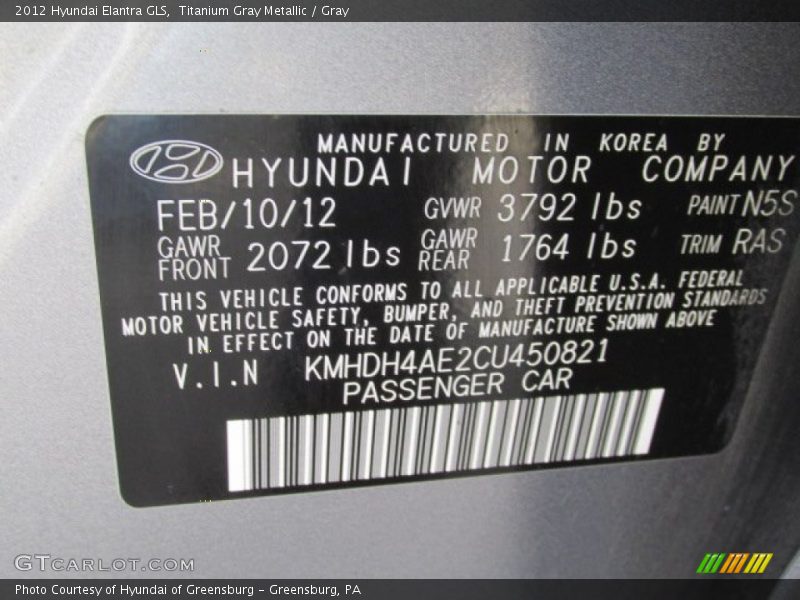 2012 Hyundai Elantra GLS, Titanium Gray Metallic / Gray
MANUFACTURED IN KOREA BY
HYUNDAI MOTOR COMPANY
FEB/10/12 GVWR 3792 lbs PAINT N5S
GAWR FRONT 2072 lbs GAWR REAR 1764 lbs TRIM RAS
THIS VEHICLE CONFORMS TO ALL APPLICABLE U.S.A. FEDERAL
MOTOR VEHICLE SAFETY, BUMPER, AND THEFT PREVENTION STANDARDS
IN EFFECT ON THE DATE OF MANUFACTURE SHOWN ABOVE
V.I.N KMHDH4AE2CU450821
PASSENGER CAR
GTCARLOT.COM
Photo Courtesy of Hyundai of Greensburg - Greensburg, PA